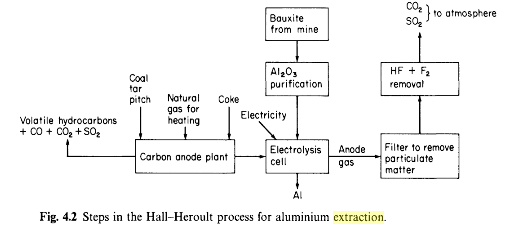 CO₂
SO₂
to atmosphere
Bauxite
from mine
Al₂O₃
purification
HF + F₂
removal
Coal
tar
pitch
Natural
gas for
heating
Coke
Electricity
Volatile hydrocarbons
+ CO + CO₂ + SO₂
Carbon anode plant
Electrolysis
cell
Anode
gas
Filter to remove
particulate
matter
Al
Fig. 4.2 Steps in the Hall–Heroult process for aluminium extraction.